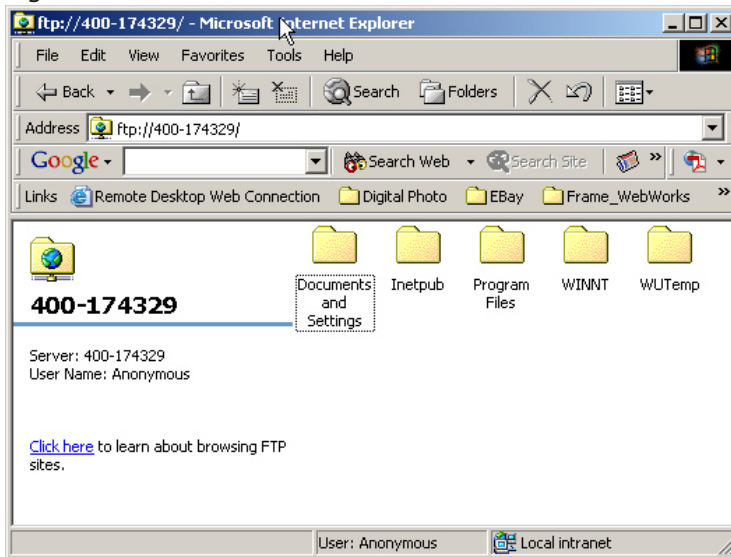 ftp://400-174329/ - Microsoft Internet Explorer
File Edit View Favorites Tools Help
Back Search Folders
Address ftp://400-174329/
Google Search Web Search Site »
Links Remote Desktop Web Connection Digital Photo EBay Frame_WebWorks »
400-174329
Server: 400-174329
User Name: Anonymous
Click here to learn about browsing FTP
sites.
Documents
and
Settings
Inetpub
Program
Files
WINNT
WUTemp
User: Anonymous Local intranet